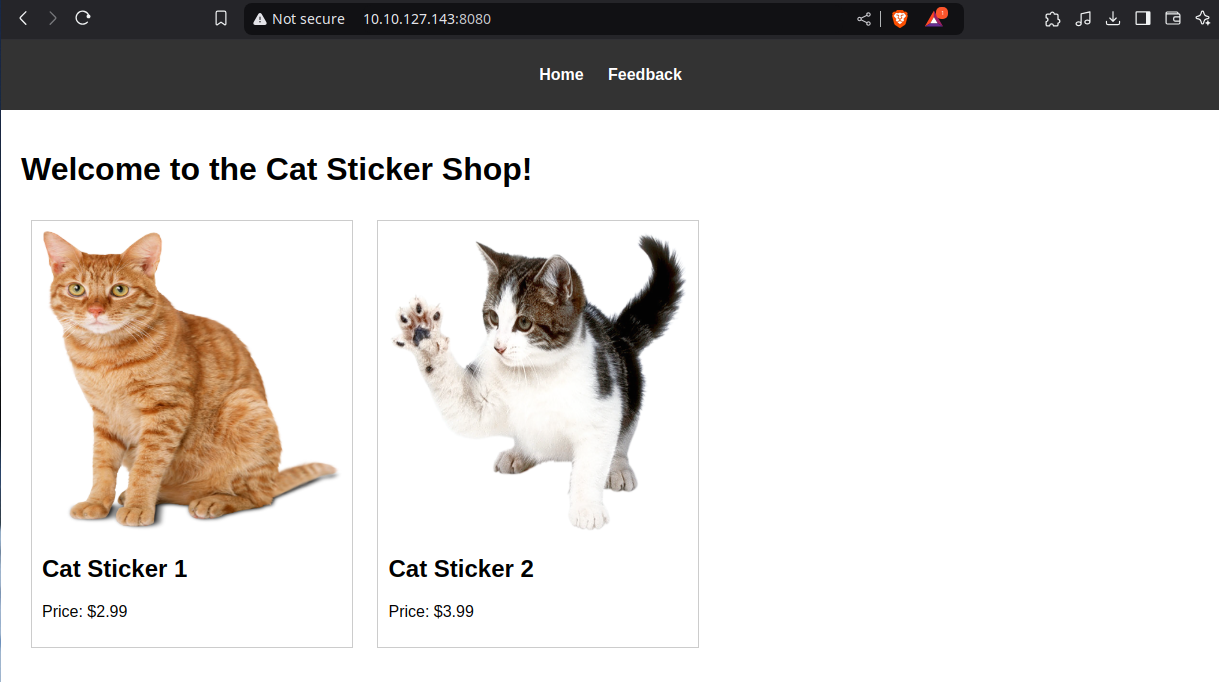 Not secure 10.10.127.143:8080
Home Feedback
Welcome to the Cat Sticker Shop!
Cat Sticker 1 Cat Sticker 2
Price: $2.99 Price: $3.99